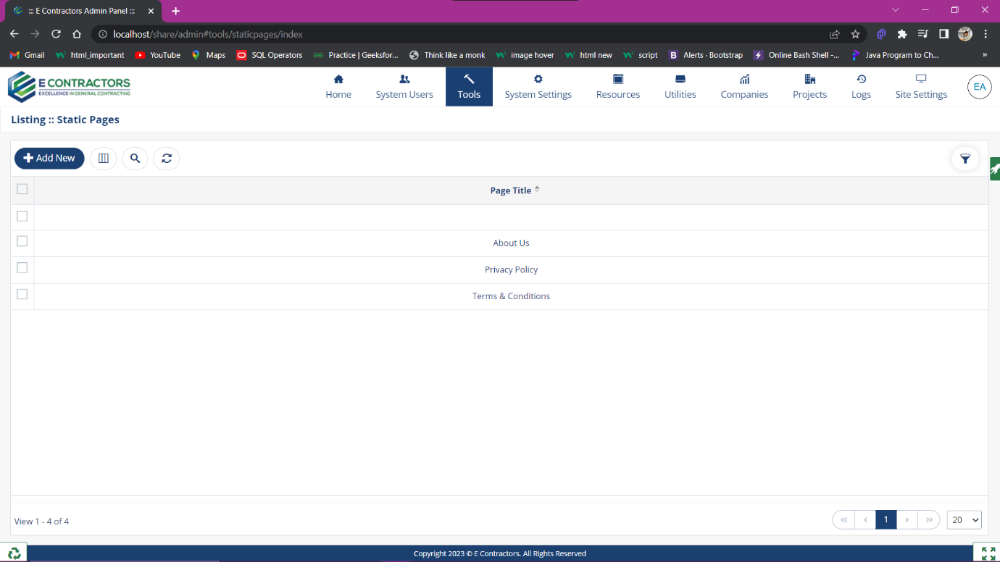 ::: E Contractors Admin Panel :::
localhost/share/admin#tools/staticpages/index
Gmail html_important YouTube Maps SQL Operators Practice | Geeksfor... Think like a monk image hover html new script Alerts · Bootstrap Online Bash Shell -... Java Program to Ch... »
E CONTRACTORS
EXCELLENCE IN GENERAL CONTRACTING
Home System Users Tools System Settings Resources Utilities Companies Projects Logs Site Settings EA
Listing :: Static Pages
Add New
Page Title
About Us
Privacy Policy
Terms & Conditions
View 1 - 4 of 4
1
20
Copyright 2023 © E Contractors. All Rights Reserved